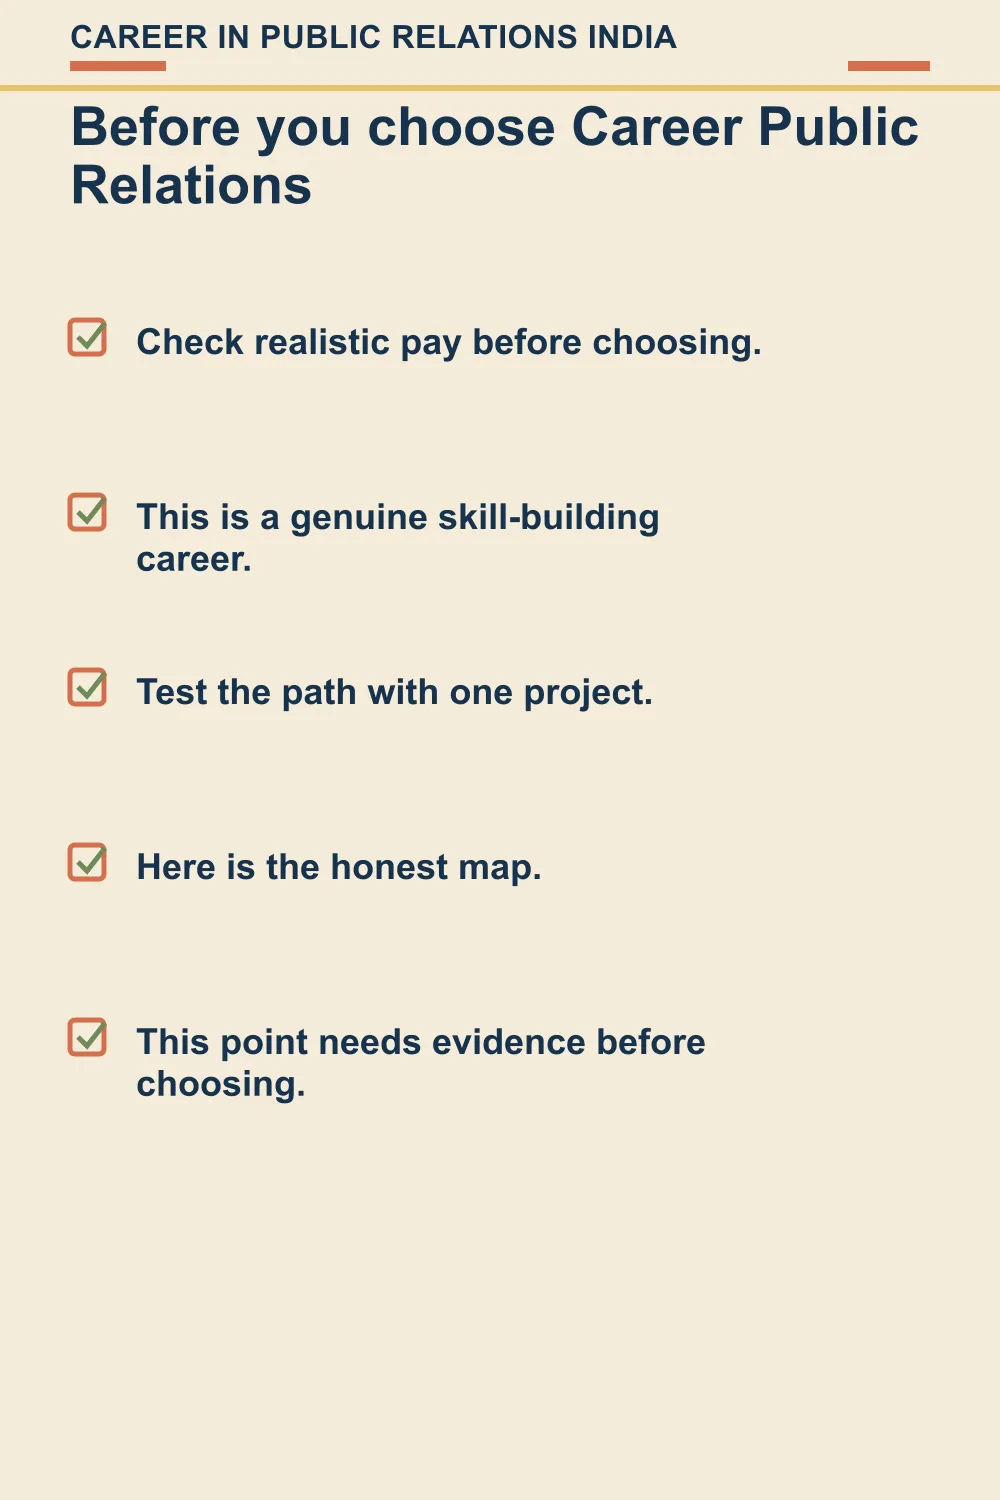 CAREER IN PUBLIC RELATIONS INDIA
Before you choose Career Public
Relations
Check realistic pay before choosing.
This is a genuine skill-building
career.
Test the path with one project.
Here is the honest map.
This point needs evidence before
choosing.